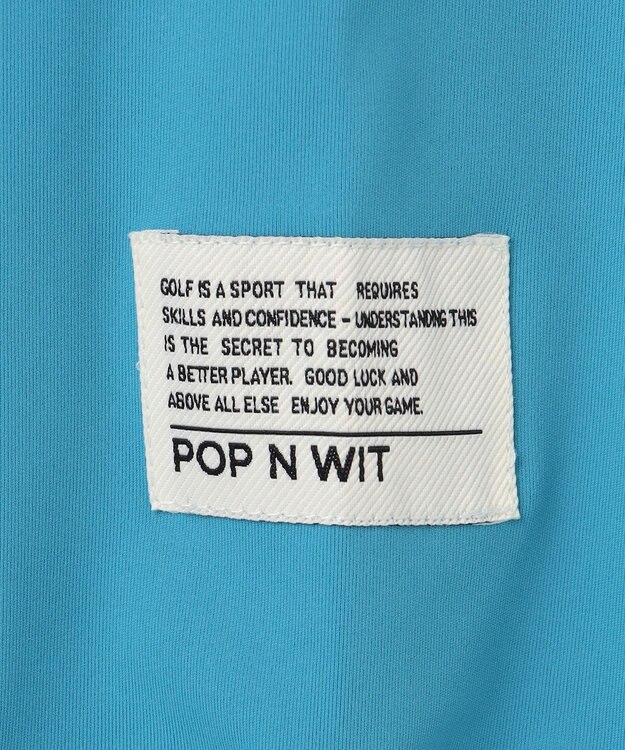 GOLF IS A SPORT THAT REQUIRES
SKILLS AND CONFIDENCE - UNDERSTANDING THIS
IS THE SECRET TO BECOMING
A BETTER PLAYER. GOOD LUCK AND
ABOVE ALL ELSE ENJOY YOUR GAME.
POP N WIT